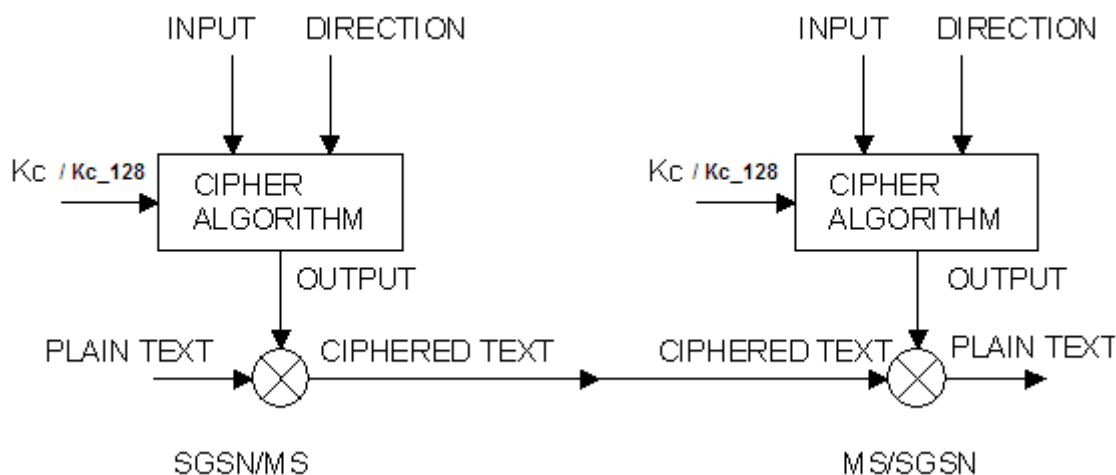 INPUT DIRECTION INPUT DIRECTION
Kc / Kc_128 Kc / Kc_128
CIPHER
ALGORITHM
CIPHER
ALGORITHM
OUTPUT OUTPUT
PLAIN TEXT CIPHERED TEXT CIPHERED TEXT PLAIN TEXT
SGSN/MS MS/SGSN